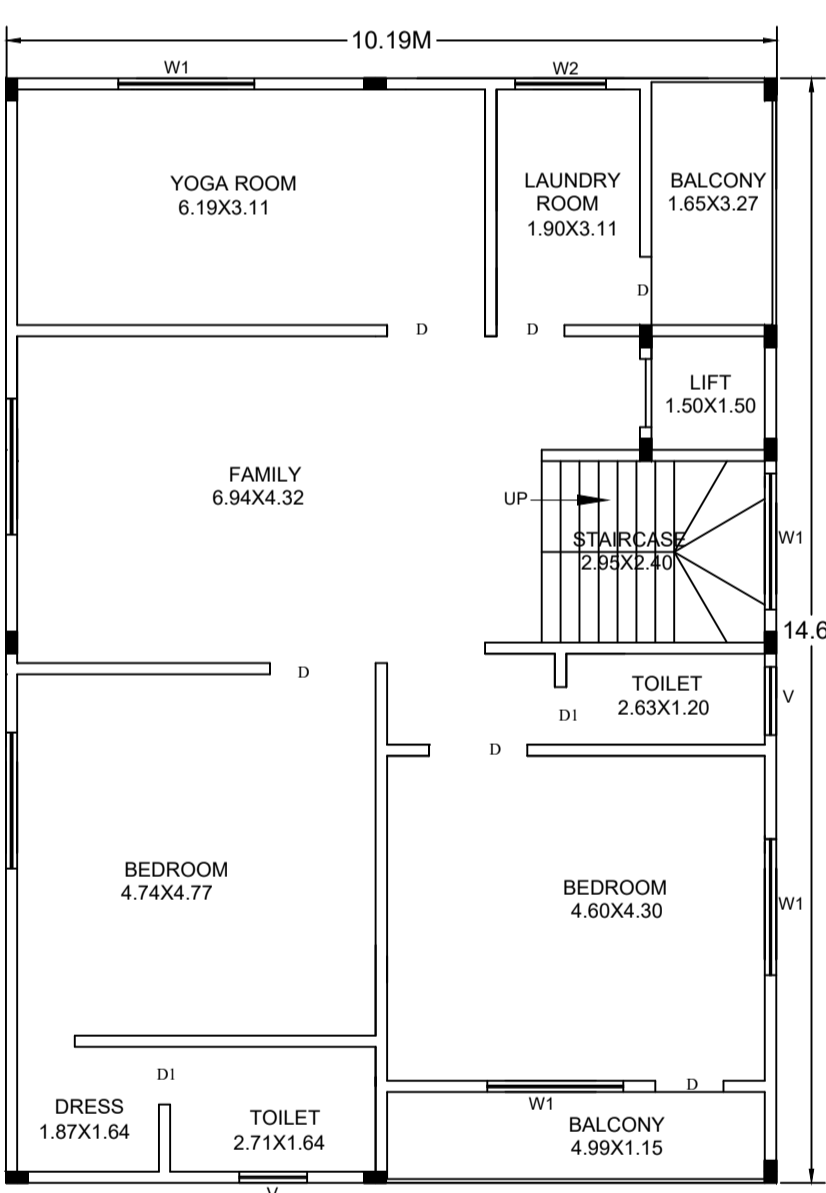 10.19M
W1
W2
YOGA ROOM
6.19X3.11
LAUNDRY
ROOM
1.90X3.11
BALCONY
1.65X3.27
D
D
D
LIFT
1.50X1.50
FAMILY
6.94X4.32
UP
STAIRCASE
2.95X2.40
W1
14.6
D
TOILET
2.63X1.20
V
D1
D
BEDROOM
4.74X4.77
BEDROOM
4.60X4.30
W1
D1
D
W1
DRESS
1.87X1.64
TOILET
2.71X1.64
BALCONY
4.99X1.15
V